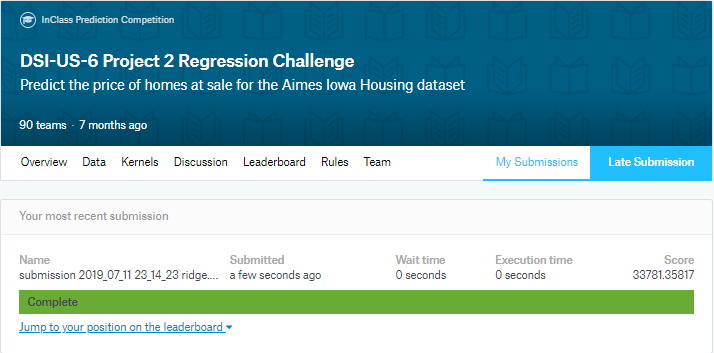 InClass Prediction Competition
DSI-US-6 Project 2 Regression Challenge
Predict the price of homes at sale for the Aimes Iowa Housing dataset
90 teams · 7 months ago
Overview Data Kernels Discussion Leaderboard Rules Team My Submissions Late Submission
Your most recent submission
Name Submitted Wait time Execution time Score
submission 2019_07_11 23_14_23 ridge.... a few seconds ago 0 seconds 0 seconds 33781.35817
Complete
Jump to your position on the leaderboard